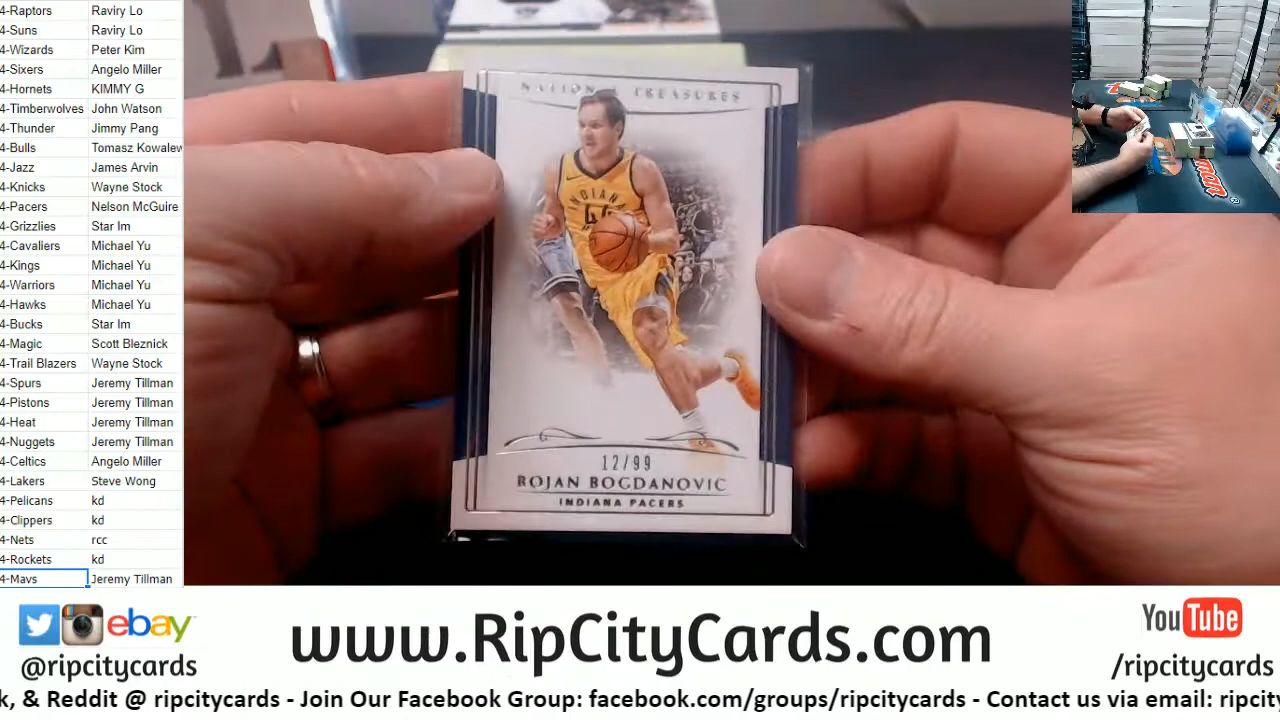 4-Raptors Raviry Lo
4-Suns Raviry Lo
4-Wizards Peter Kim
4-Sixers Angelo Miller
4-Hornets KIMMY G
4-Timberwolves John Watson
4-Thunder Jimmy Pang
4-Bulls Tomasz Kowalew
4-Jazz James Arvin
4-Knicks Wayne Stock
4-Pacers Nelson McGuire
4-Grizzlies Star Im
4-Cavaliers Michael Yu
4-Kings Michael Yu
4-Warriors Michael Yu
4-Hawks Michael Yu
4-Bucks Star Im
4-Magic Scott Bleznick
4-Trail Blazers Wayne Stock
4-Spurs Jeremy Tillman
4-Pistons Jeremy Tillman
4-Heat Jeremy Tillman
4-Nuggets Jeremy Tillman
4-Celtics Angelo Miller
4-Lakers Steve Wong
4-Pelicans kd
4-Clippers kd
4-Nets rcc
4-Rockets kd
4-Mavs Jeremy Tillman
NATIONAL TREASURES
INDIANA
44
12/99
BOJAN BOGDANOVIC
INDIANA PACERS
man
ebay
@ripcitycards
www.RipCityCards.com
YouTube
/ripcitycards
k, & Reddit @ ripcitycards - Join Our Facebook Group: facebook.com/groups/ripcitycards - Contact us via email: ripcity